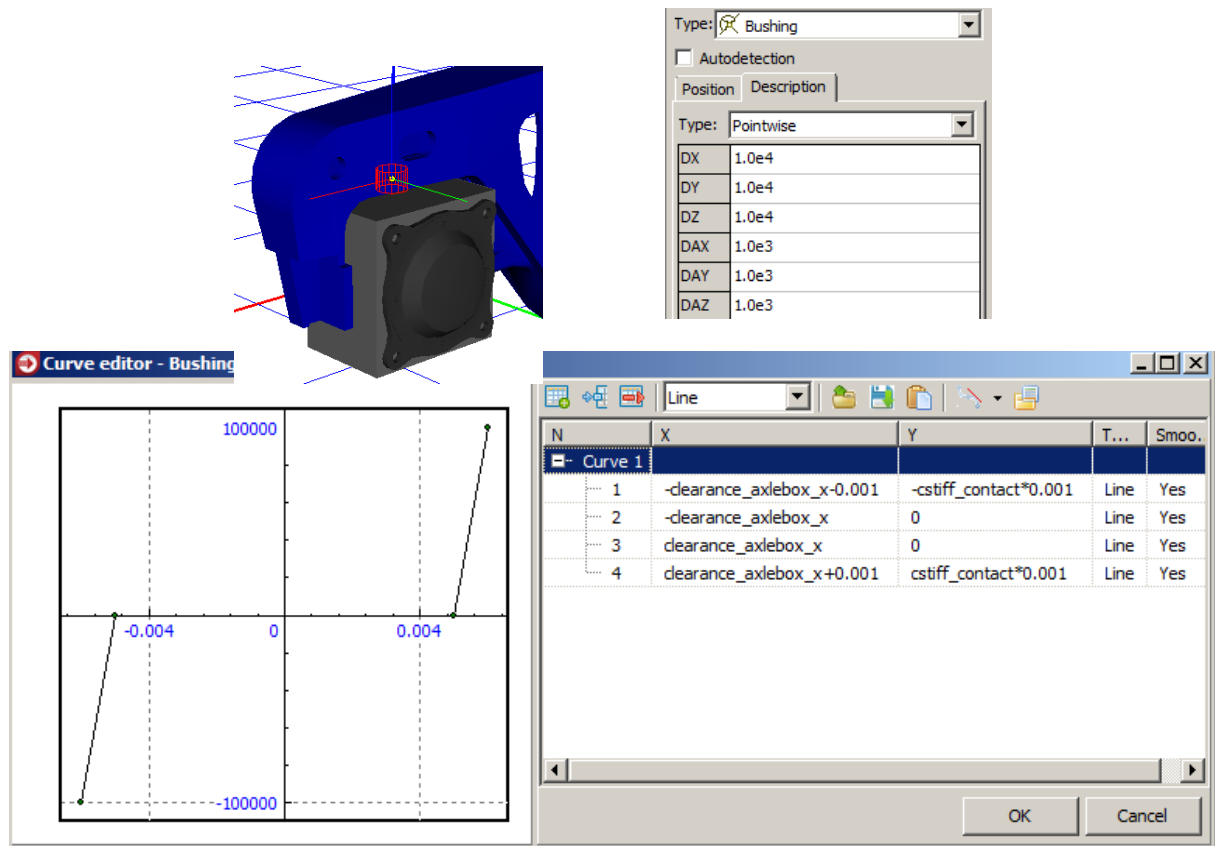 Type: Bushing
Autodetection
Position Description
Type: Pointwise
DX 1.0e4
DY 1.0e4
DZ 1.0e4
DAX 1.0e3
DAY 1.0e3
DAZ 1.0e3
Curve editor - Bushing
Line
100000
-0.004 0 0.004
-100000
N X Y T... Smoo..
Curve 1
1 -clearance_axlebox_x-0.001 -cstiff_contact*0.001 Line Yes
2 -clearance_axlebox_x 0 Line Yes
3 clearance_axlebox_x 0 Line Yes
4 clearance_axlebox_x+0.001 cstiff_contact*0.001 Line Yes
OK Cancel